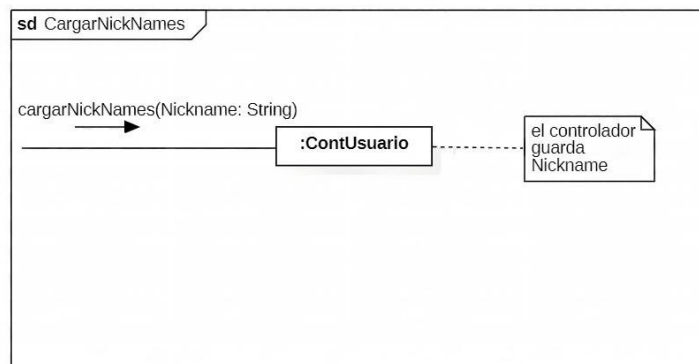 sd CargarNickNames
cargarNickNames(Nickname: String)
:ContUsuario
el controlador
guarda
Nickname